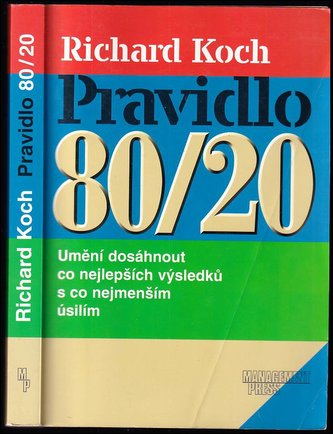 Richard Koch
Pravidlo
80/20
Umění dosáhnout
co nejlepších výsledků
s co nejmenším
úsilím
MANAGEMENT
PRESS
Richard Koch Pravidlo 80/20
MP